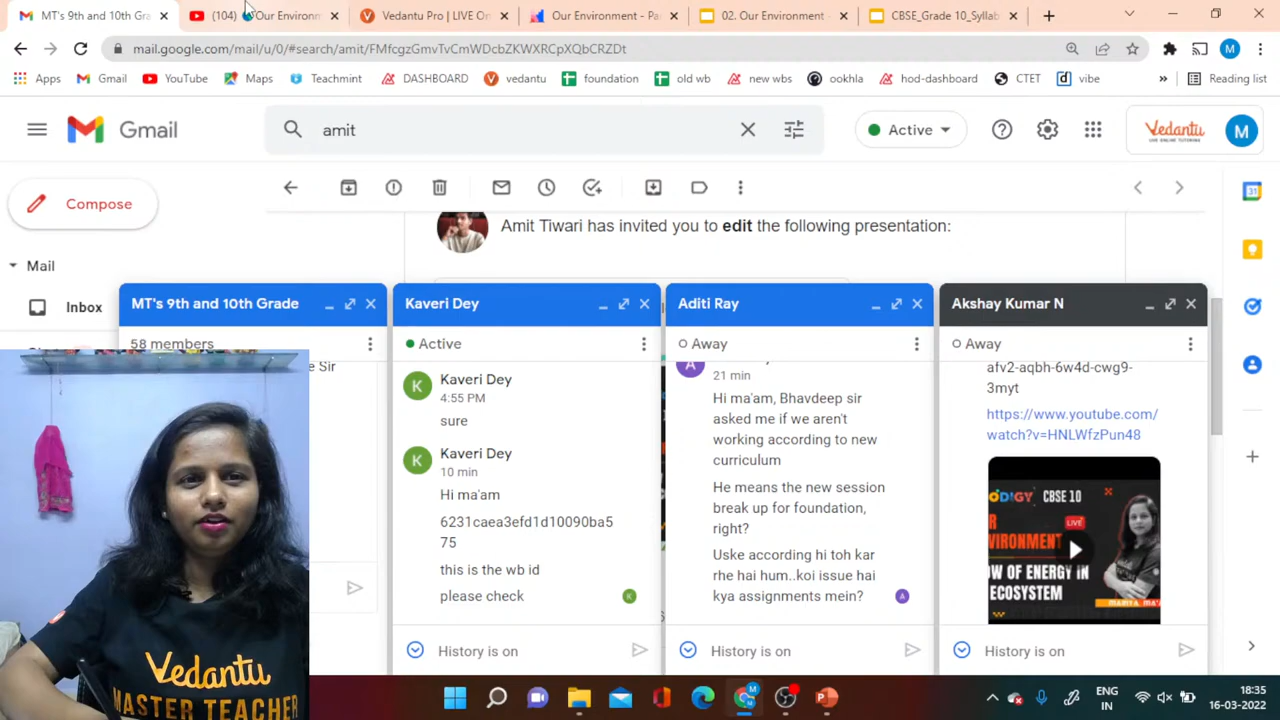 MT's 9th and 10th Gra
(104)
Our Environm
Vedantu Pro | LIVE On
Our Environment - Pa
02. Our Environment -
CBSE_Grade 10_Syllab
mail.google.com/mail/u/0/#search/amit/FMfcgzGmvTvCmWDcbZKWXRCpXQbCRZDt
M
Apps
Gmail
YouTube
Maps
Teachmint
DASHBOARD
vedantu
foundation
old wb
new wbs
ookhla
hod-dashboard
CTET
vibe
»
Reading list
Gmail
amit
Active
Vedantu
LIVE ONLINE TUTORING
M
Compose
Amit Tiwari has invited you to edit the following presentation:
Mail
Inbox
MT's 9th and 10th Grade
58 members
e Sir
Kaveri Dey
Active
Kaveri Dey
4:55 PM
sure
Kaveri Dey
10 min
Hi ma'am
6231caea3efd1d10090ba5
75
this is the wb id
please check
History is on
Aditi Ray
Away
21 min
Hi ma'am, Bhavdeep sir
asked me if we aren't
working according to new
curriculum
He means the new session
break up for foundation,
right?
Uske according hi toh kar
rhe hai hum..koi issue hai
kya assignments mein?
History is on
Akshay Kumar N
Away
afv2-aqbh-6w4d-cwg9-
3myt
https://www.youtube.com/
watch?v=HNLWfzPun48
ODIGY CBSE 10
LIVE
R
IRONMENT
OW OF ENERGY IN
ECOSYSTEM
MARIYA MA'A
History is on
Vedantu
MASTER TEACHER
ENG
IN
18:35
16-03-2022